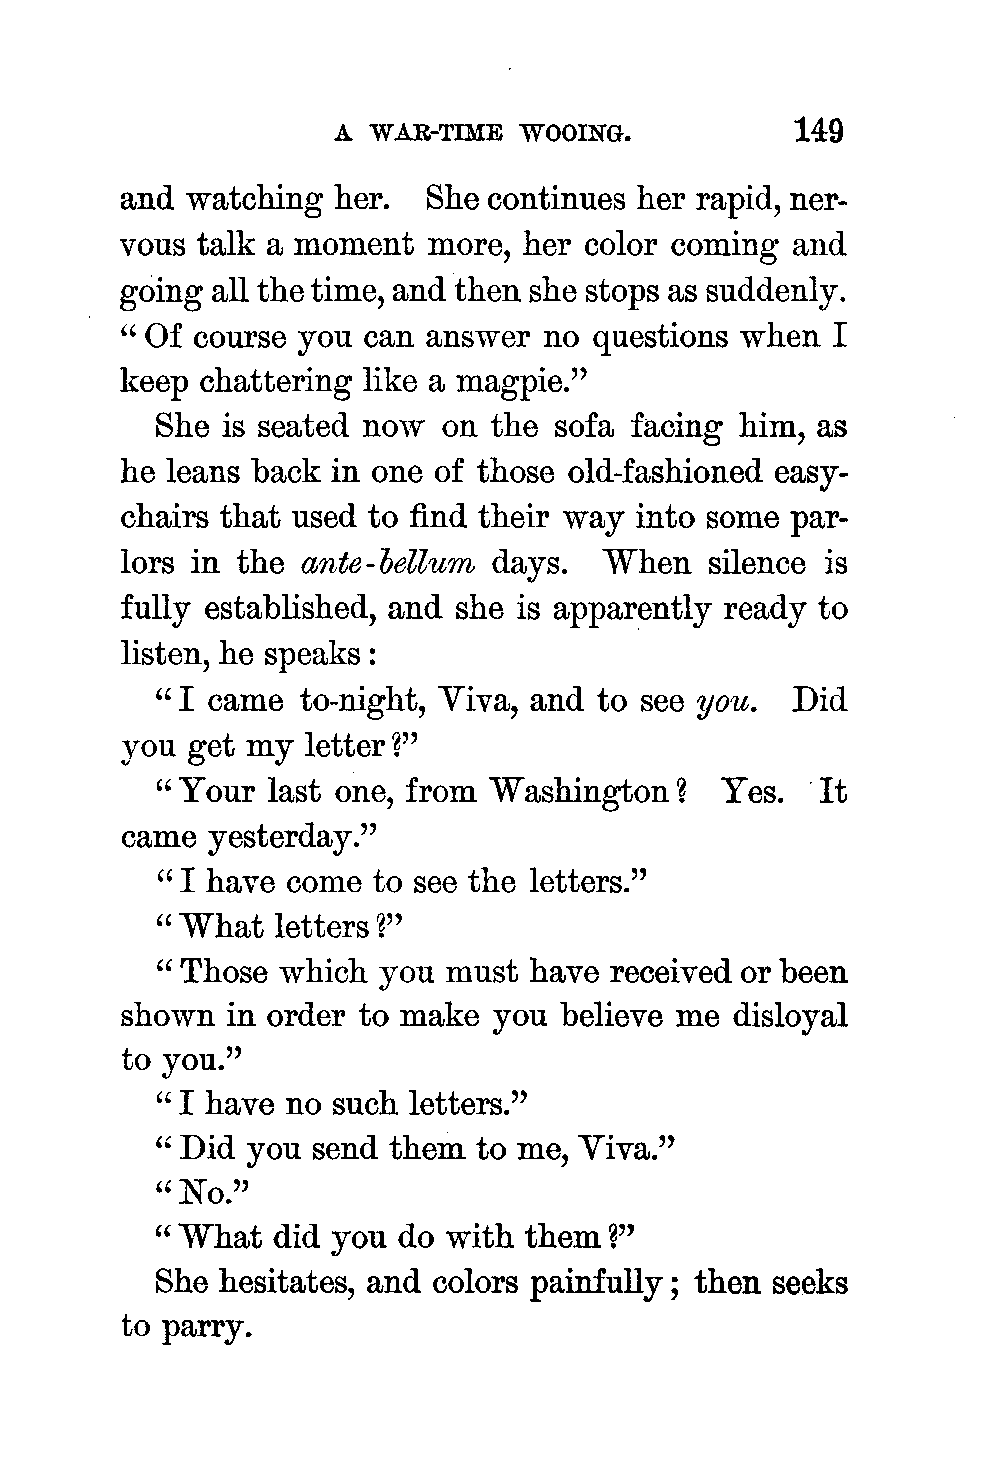 A WAR-TIME WOOING. 149
and watching her. She continues her rapid, ner-
vous talk a moment more, her color coming and
going all the time, and then she stops as suddenly.
“Of course you can answer no questions when I
keep chattering like a magpie.”
She is seated now on the sofa facing him, as
he leans back in one of those old-fashioned easy-
chairs that used to find their way into some par-
lors in the ante-bellum days. When silence is
fully established, and she is apparently ready to
listen, he speaks:
“I came to-night, Viva, and to see you. Did
you get my letter?”
“Your last one, from Washington? Yes. It
came yesterday.”
“I have come to see the letters.”
“What letters?”
“Those which you must have received or been
shown in order to make you believe me disloyal
to you.”
“I have no such letters.”
“Did you send them to me, Viva.”
“No.”
“What did you do with them?”
She hesitates, and colors painfully; then seeks
to parry.